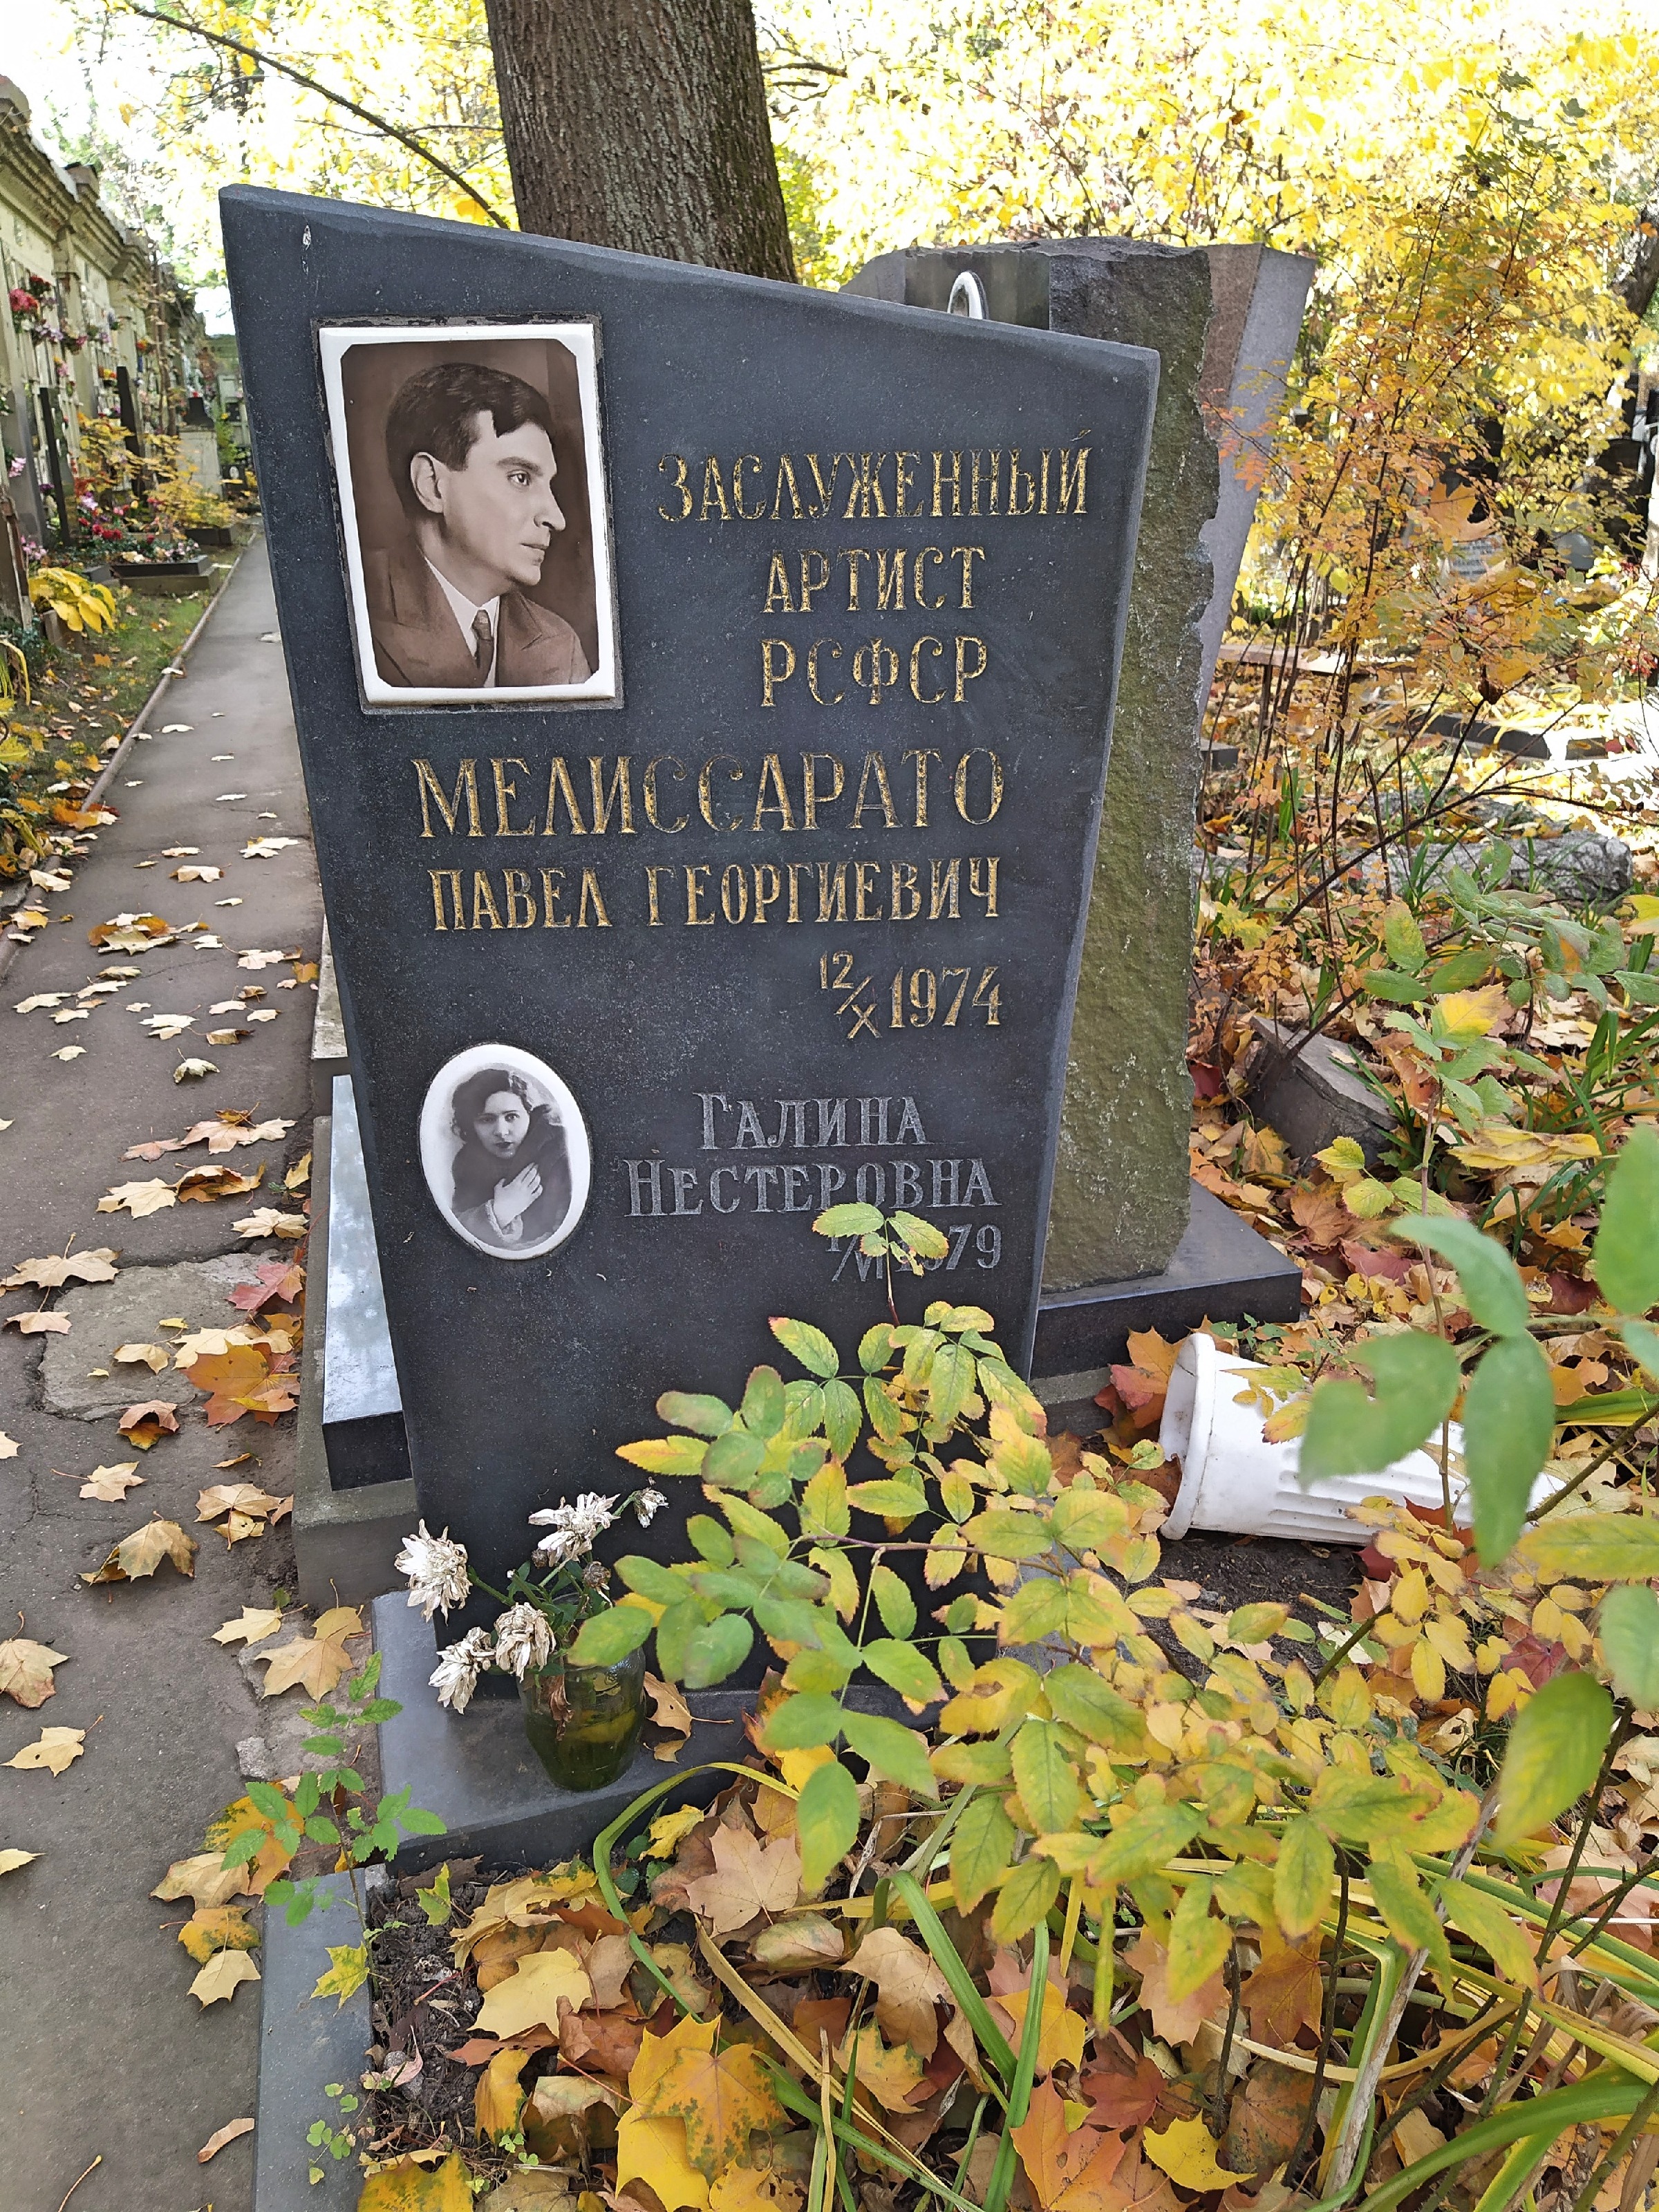 ЗАСЛУЖЕННЫЙ
АРТИСТ
РСФСР
МЕЛИССАРАТО
ПАВЕЛ ГЕОРГИЕВИЧ
12/X 1974
ГАЛИНА
НЕСТЕРОВНА